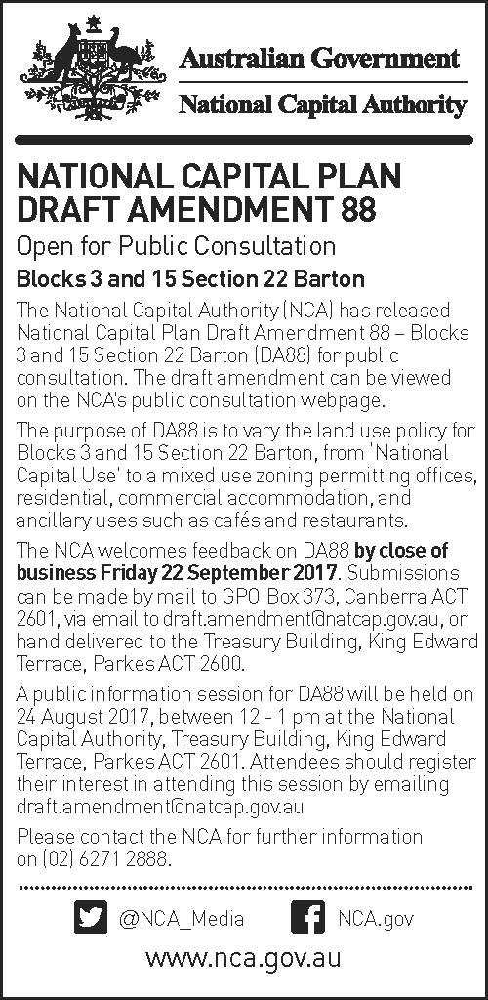 Australian Government
National Capital Authority
NATIONAL CAPITAL PLAN
DRAFT AMENDMENT 88
Open for Public Consultation
Blocks 3 and 15 Section 22 Barton
The National Capital Authority (NCA) has released
National Capital Plan Draft Amendment 88 – Blocks
3 and 15 Section 22 Barton (DA88) for public
consultation. The draft amendment can be viewed
on the NCA's public consultation webpage.
The purpose of DA88 is to vary the land use policy for
Blocks 3 and 15 Section 22 Barton, from 'National
Capital Use' to a mixed use zoning permitting offices,
residential, commercial accommodation, and
ancillary uses such as cafés and restaurants.
The NCA welcomes feedback on DA88 by close of
business Friday 22 September 2017. Submissions
can be made by mail to GPO Box 373, Canberra ACT
2601, via email to draft.amendment@natcap.gov.au, or
hand delivered to the Treasury Building, King Edward
Terrace, Parkes ACT 2600.
A public information session for DA88 will be held on
24 August 2017, between 12 - 1 pm at the National
Capital Authority, Treasury Building, King Edward
Terrace, Parkes ACT 2601. Attendees should register
their interest in attending this session by emailing
draft.amendment@natcap.gov.au
Please contact the NCA for further information
on (02) 6271 2888.
@NCA_Media NCA.gov
www.nca.gov.au